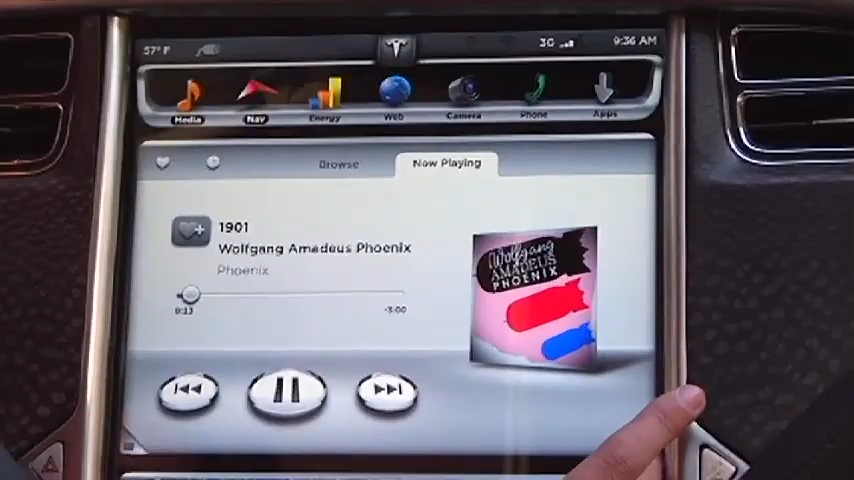 57° F
3G
9:36 AM
Media
Nav
Energy
Web
Camera
Phone
Apps
Browse
Now Playing
1901
Wolfgang Amadeus Phoenix
Phoenix
0:13
-3:00
Wolfgang
AMADEUS
PHOENIX